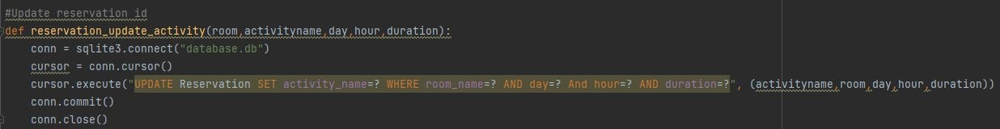 #Update reservation id
def reservation_update_activity(room,activityname,day,hour,duration):
    conn = sqlite3.connect("database.db")
    cursor = conn.cursor()
    cursor.execute("UPDATE Reservation SET activity_name=? WHERE room_name=? AND day=? And hour=? AND duration=?", (activityname,room,day,hour,duration))
    conn.commit()
    conn.close()